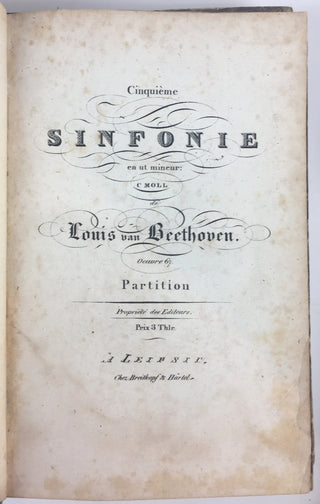 Cinquième
SINFONIE
en ut mineur:
C MOLL
de
Louis van Beethoven.
Oeuvre 67.
Partition
Propriété des Editeurs.
Prix 3 Thlr.
À LEIPSIC,
Chez Breitkopf & Härtel.